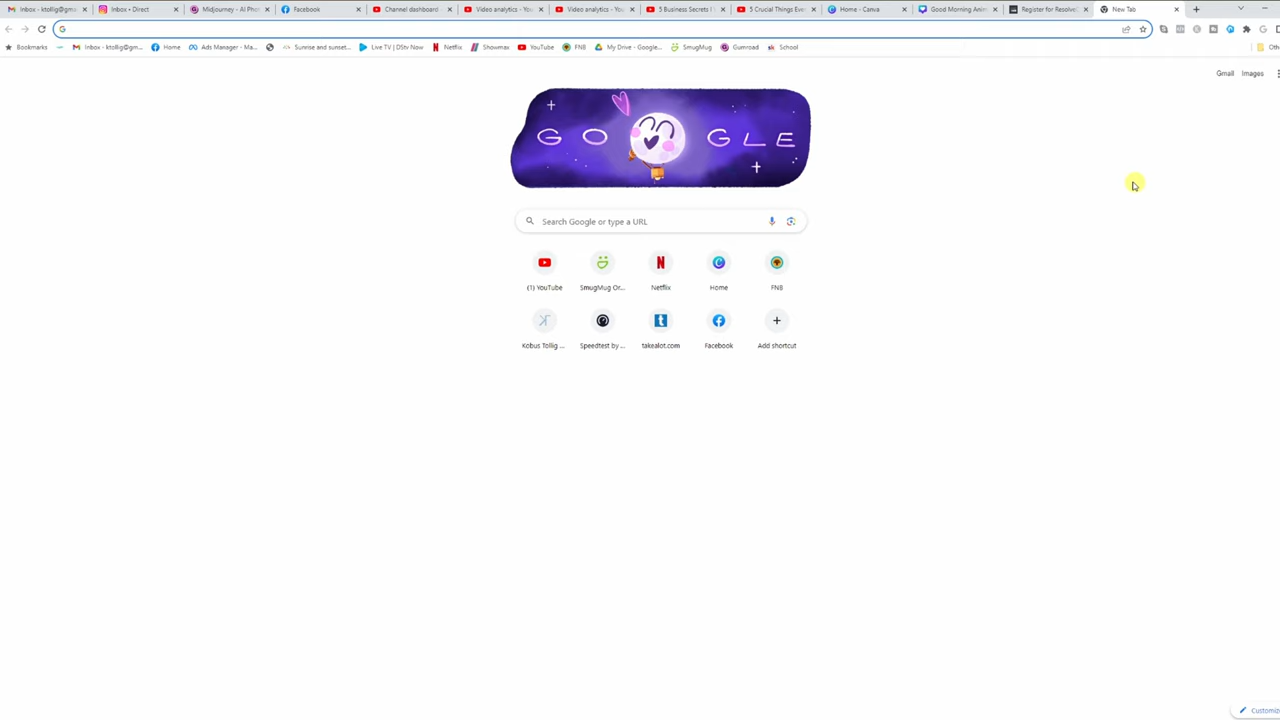 Inbox - ktollig@gma
Inbox • Direct
Midjourney - AI Phot
Facebook
Channel dashboard
Video analytics - You
Video analytics - You
5 Business Secrets I
5 Crucial Things Eve
Home - Canva
Good Morning Anim
Register for Resolve
New Tab
Bookmarks
Inbox - ktollig@gm...
Home
Ads Manager - Ma...
Sunrise and sunset...
Live TV | DStv Now
Netflix
Showmax
YouTube
FNB
My Drive - Google...
SmugMug
Gumroad
School
Gmail
Images
GO GLE
Search Google or type a URL
(1) YouTube
SmugMug Or...
Netflix
Home
FNB
Kobus Tollig ...
Speedtest by ...
takealot.com
Facebook
Add shortcut
Customiz